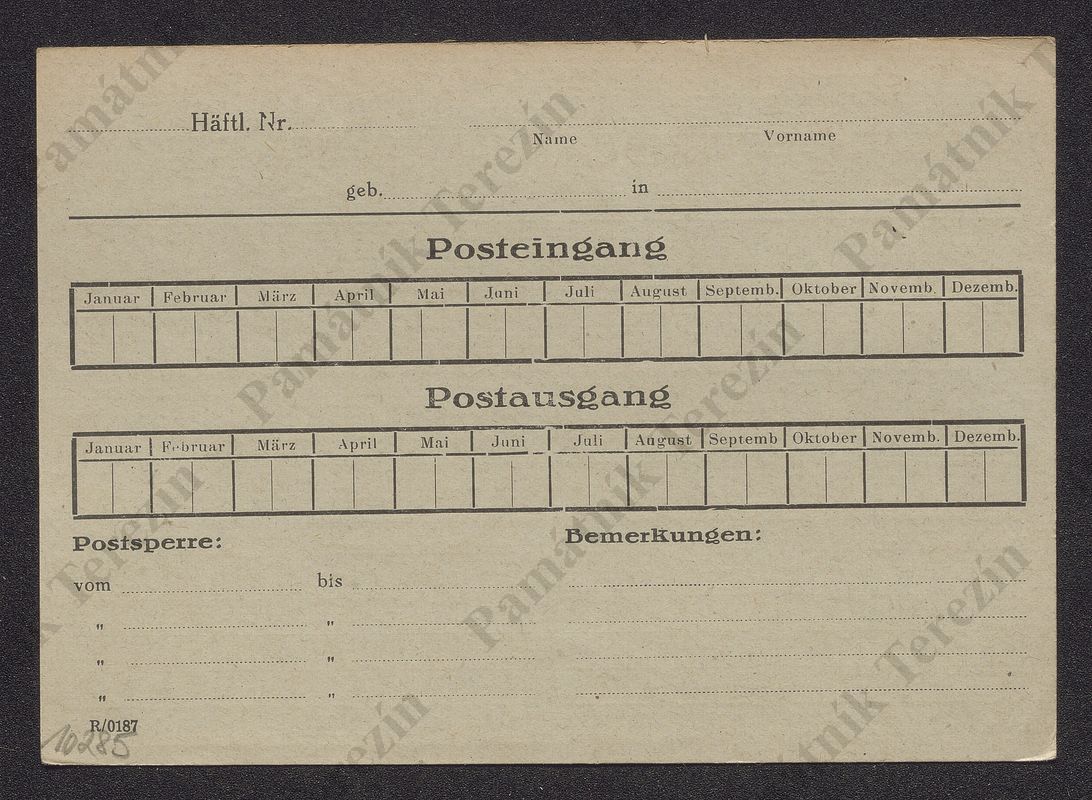 Häftl. Nr.
Name Vorname
geb. in
Posteingang
Januar Februar März April Mai Juni Juli August Septemb. Oktober Novemb. Dezemb.
Postausgang
Januar Februar März April Mai Juni Juli August Septemb Oktober Novemb. Dezemb.
Postsperre: Bemerkungen:
vom bis
" "
" "
" "
R/0187
10285
Památník Terezín